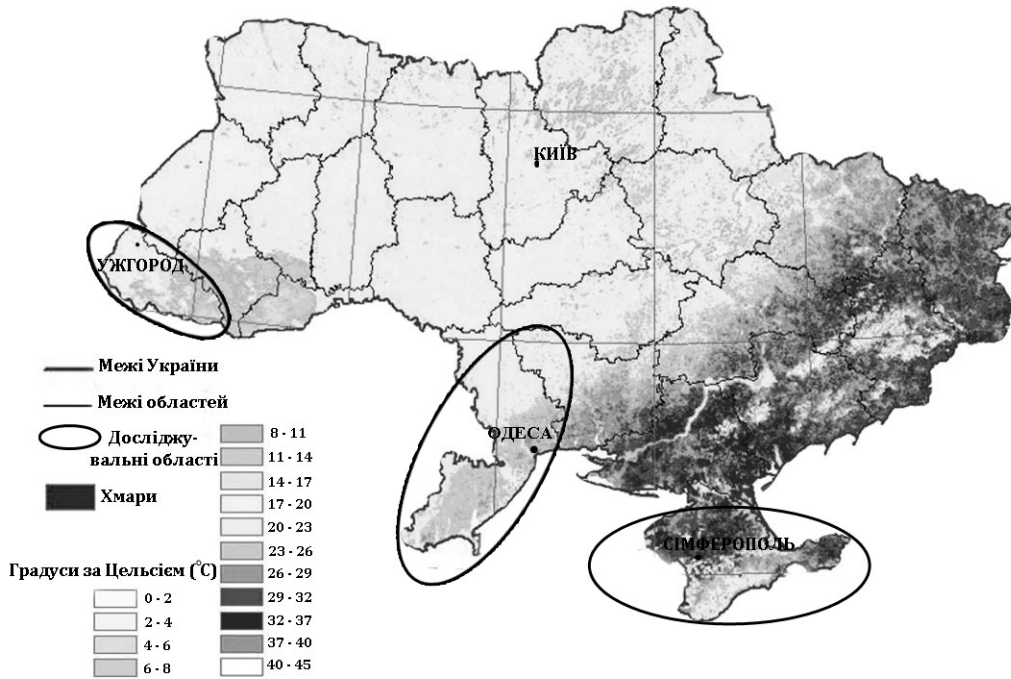 КИЇВ
УЖГОРОД
ОДЕСА
СІМФЕРОПОЛЬ
Межі України
Межі областей
Досліджу-
вальні області
Хмари
Градуси за Цельсієм (°C)
0 - 2
2 - 4
4 - 6
6 - 8
8 - 11
11 - 14
14 - 17
17 - 20
20 - 23
23 - 26
26 - 29
29 - 32
32 - 37
37 - 40
40 - 45